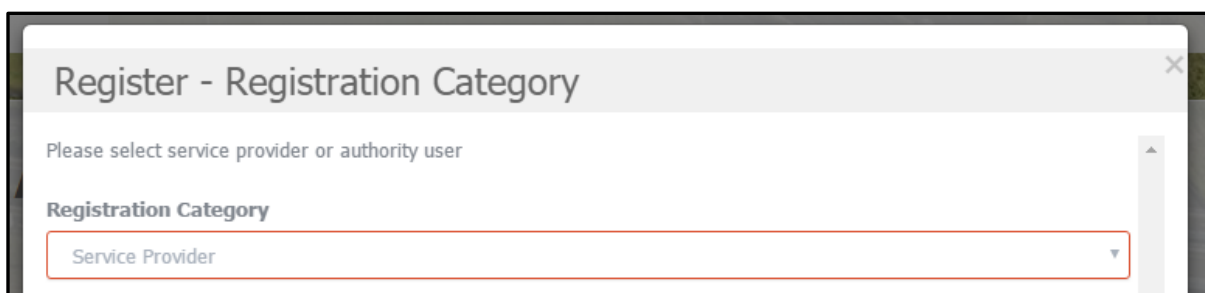 Register - Registration Category
Please select service provider or authority user
Registration Category
Service Provider